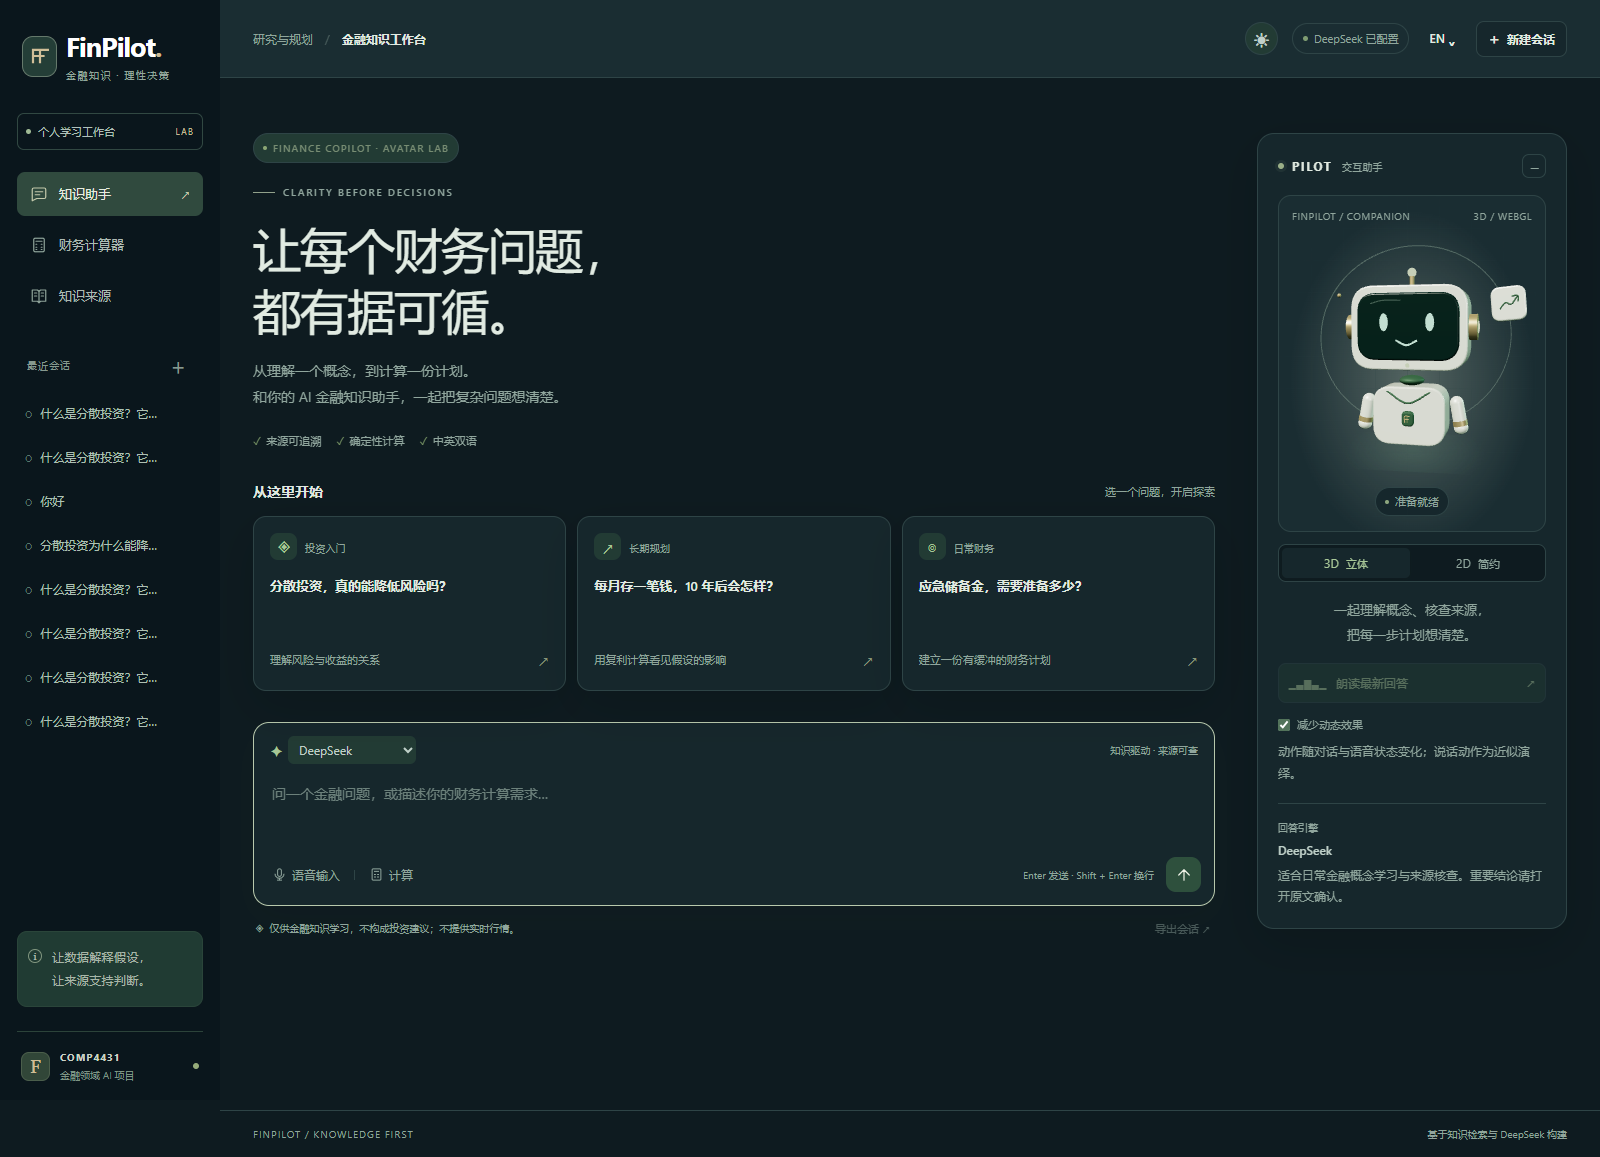 FinPilot.
金融知识 · 理性决策
个人学习工作台 LAB
知识助手 ↗
财务计算器
知识来源
最近会话 +
什么是分散投资？它...
什么是分散投资？它...
你好
分散投资为什么能降...
什么是分散投资？它...
什么是分散投资？它...
什么是分散投资？它...
什么是分散投资？它...
让数据解释假设，
让来源支持判断。
F
COMP4431
金融领域 AI 项目
研究与规划 / 金融知识工作台
DeepSeek 已配置
EN
+ 新建会话
FINANCE COPILOT · AVATAR LAB
CLARITY BEFORE DECISIONS
让每个财务问题，
都有据可循。
从理解一个概念，到计算一份计划。
和你的 AI 金融知识助手，一起把复杂问题想清楚。
✓ 来源可追溯 ✓ 确定性计算 ✓ 中英双语
从这里开始
选一个问题，开启探索
投资入门
分散投资，真的能降低风险吗？
理解风险与收益的关系 ↗
长期规划
每月存一笔钱，10 年后会怎样？
用复利计算看见假设的影响 ↗
日常财务
应急储备金，需要准备多少？
建立一份有缓冲的财务计划 ↗
DeepSeek
知识驱动 · 来源可查
问一个金融问题，或描述你的财务计算需求...
语音输入
计算
Enter 发送 · Shift + Enter 换行
仅供金融知识学习，不构成投资建议；不提供实时行情。
导出会话 ↗
PILOT 交互助手
FINPILOT / COMPANION
3D / WEBGL
准备就绪
3D 立体
2D 简约
一起理解概念、核查来源，
把每一步计划想清楚。
朗读最新回答 ↗
减少动态效果
动作随对话与语音状态变化；说话动作为近似演
绎。
回答引擎
DeepSeek
适合日常金融概念学习与来源核查。重要结论请打
开原文确认。
FINPILOT / KNOWLEDGE FIRST
基于知识检索与 DeepSeek 构建